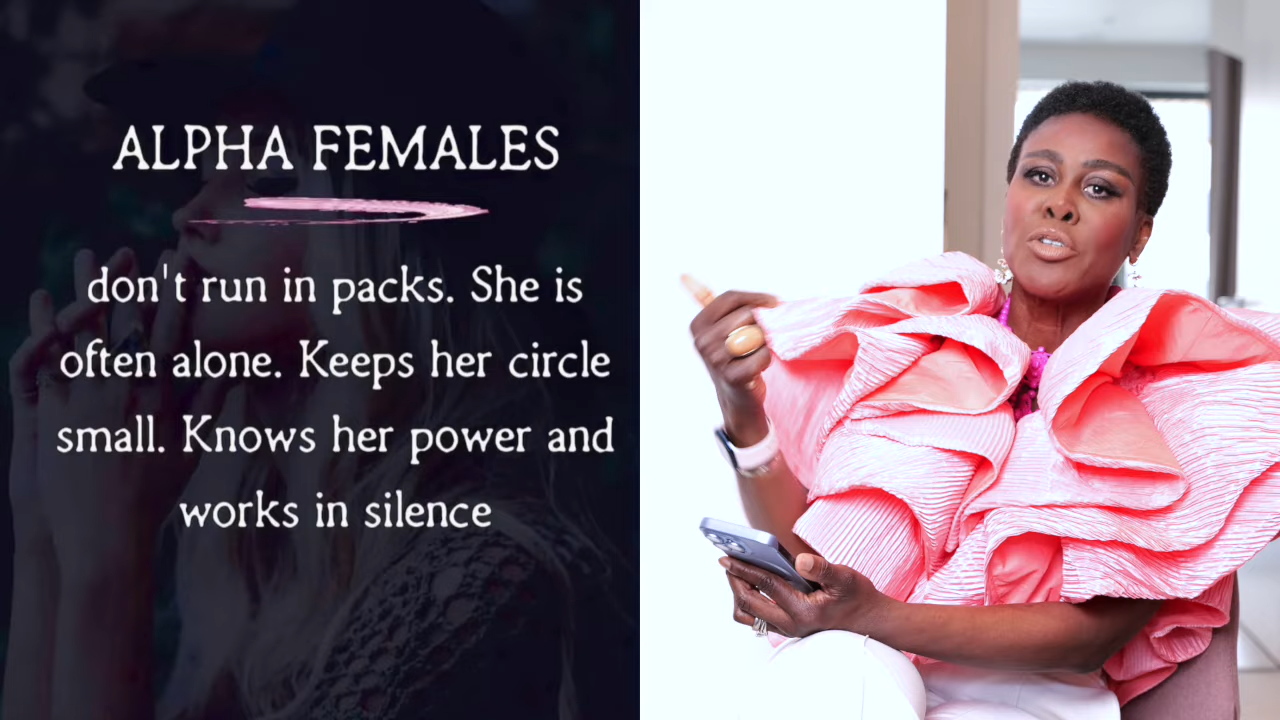 ALPHA FEMALES
don't run in packs. She is
often alone. Keeps her circle
small. Knows her power and
works in silence